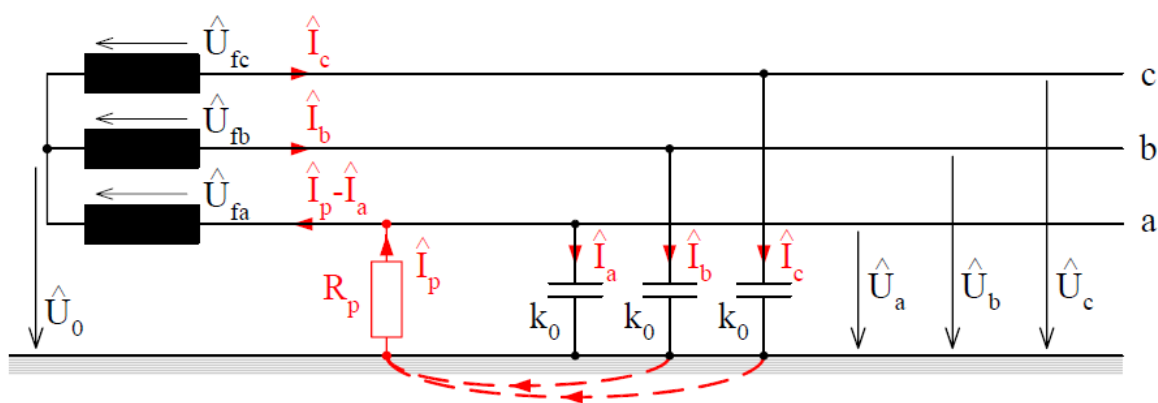 Û_fc Î_c c
Û_fb Î_b b
Û_fa Î_p-Î_a a
Û_0 R_p Î_p Î_a Î_b Î_c Û_a Û_b Û_c
k_0 k_0 k_0